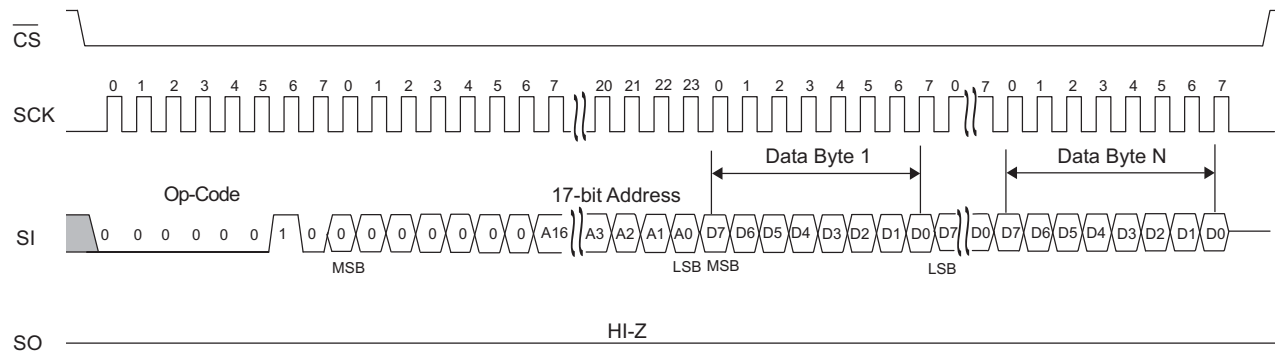 CS
SCK
0 1 2 3 4 5 6 7 0 1 2 3 4 5 6 7 20 21 22 23 0 1 2 3 4 5 6 7 0 7 0 1 2 3 4 5 6 7
Data Byte 1
Data Byte N
Op-Code
17-bit Address
SI
0 0 0 0 0 0 1 0 0 0 0 0 0 0 0 A16 A3 A2 A1 A0 D7 D6 D5 D4 D3 D2 D1 D0 D7 D0 D7 D6 D5 D4 D3 D2 D1 D0
MSB
LSB MSB
LSB
HI-Z
SO